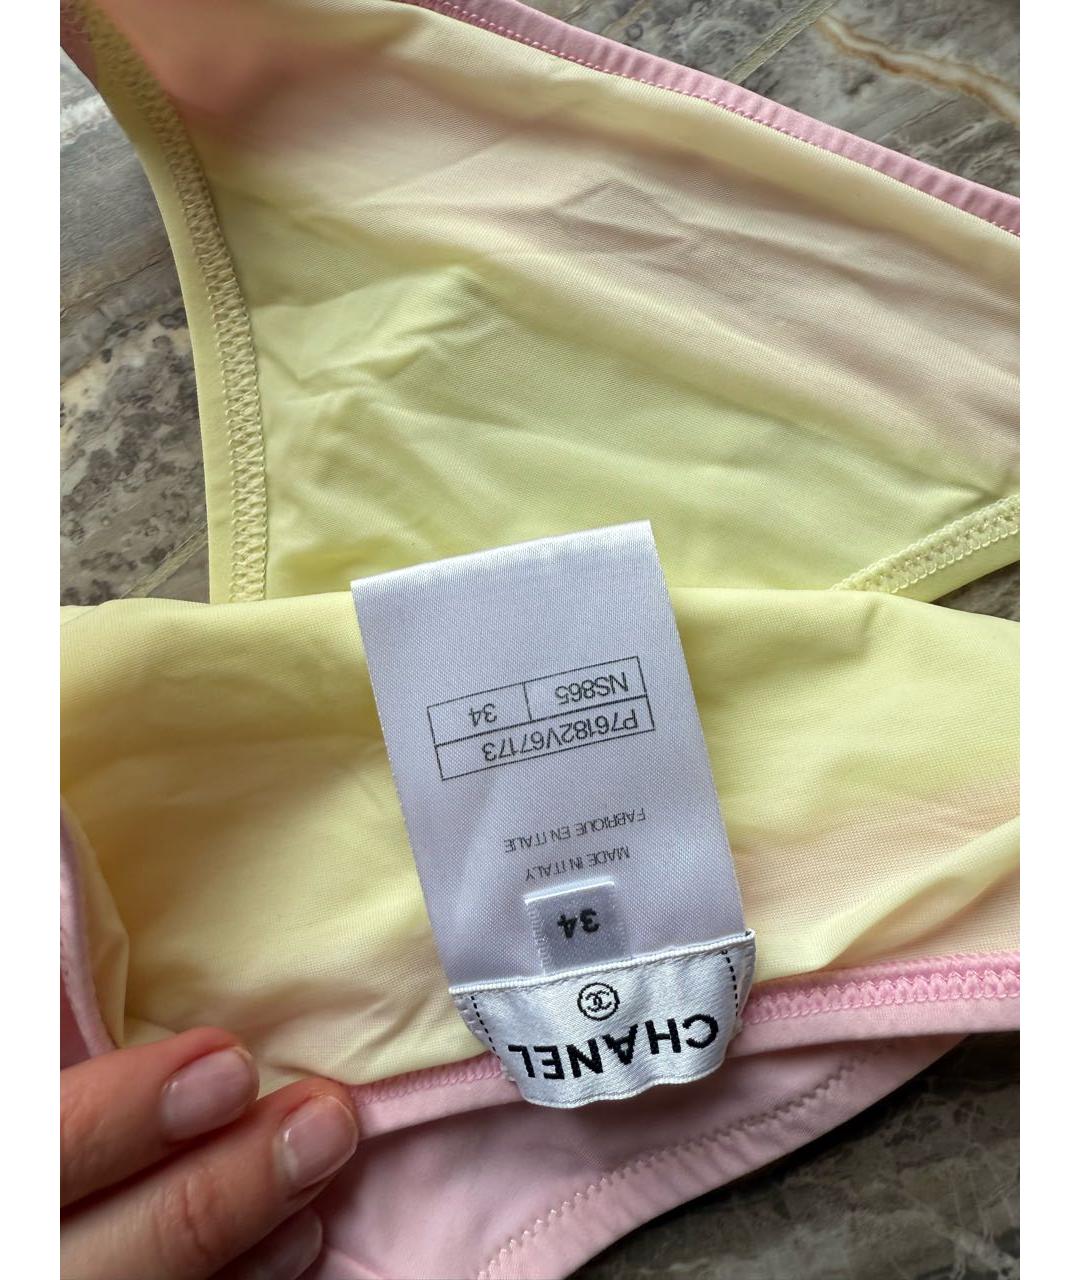 CHANEL
34
MADE IN ITALY
FABRIQUE EN ITALIE
P76182V67173
NS865 34